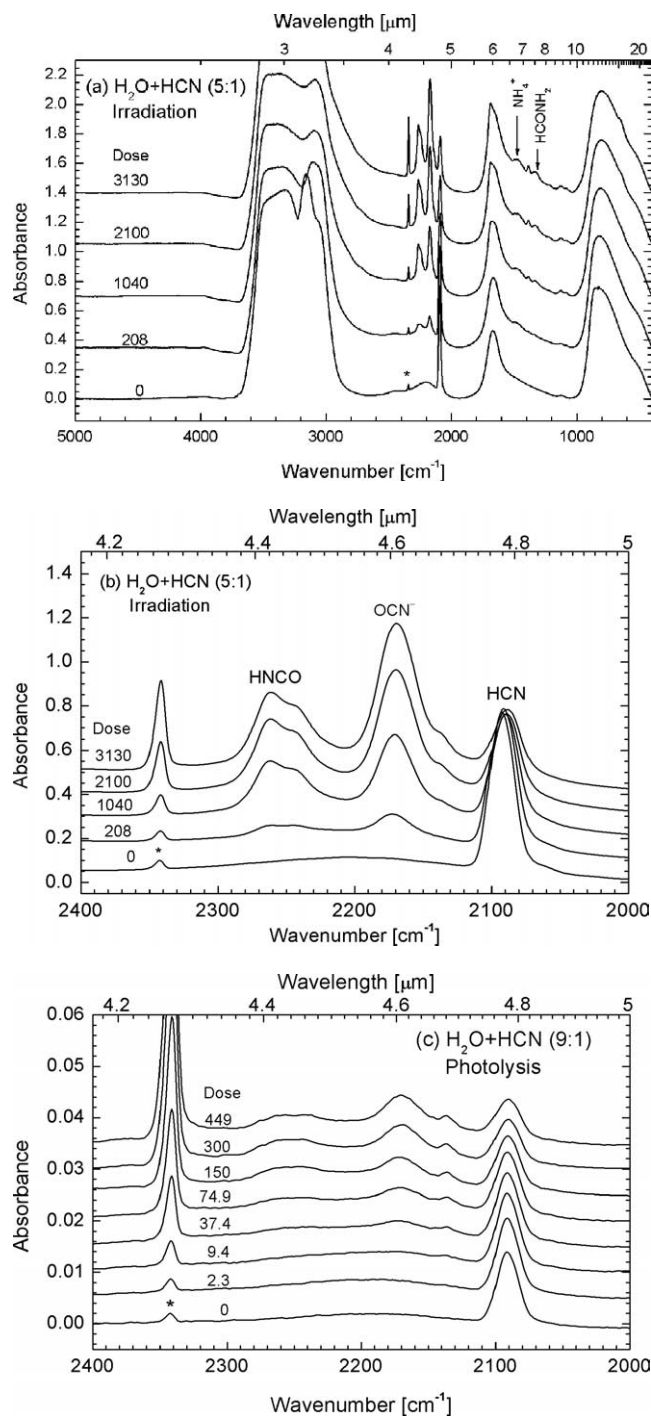 Wavelength [μm]
3 4 5 6 7 8 10 20
(a) H₂O+HCN (5:1)
Irradiation
NH₄⁺
HCONH₂
Dose
3130
2100
1040
208
0
*
2.2
2.0
1.8
1.6
1.4
1.2
1.0
0.8
0.6
0.4
0.2
0.0
Absorbance
5000 4000 3000 2000 1000
Wavenumber [cm⁻¹]
Wavelength [μm]
4.2 4.4 4.6 4.8 5
(b) H₂O+HCN (5:1)
Irradiation
OCN⁻
HNCO
HCN
Dose
3130
2100
1040
208
0
*
1.4
1.2
1.0
0.8
0.6
0.4
0.2
0.0
Absorbance
2400 2300 2200 2100 2000
Wavenumber [cm⁻¹]
Wavelength [μm]
4.2 4.4 4.6 4.8 5
(c) H₂O+HCN (9:1)
Photolysis
Dose
449
300
150
74.9
37.4
9.4
2.3
0
*
0.06
0.05
0.04
0.03
0.02
0.01
0.00
Absorbance
2400 2300 2200 2100 2000
Wavenumber [cm⁻¹]